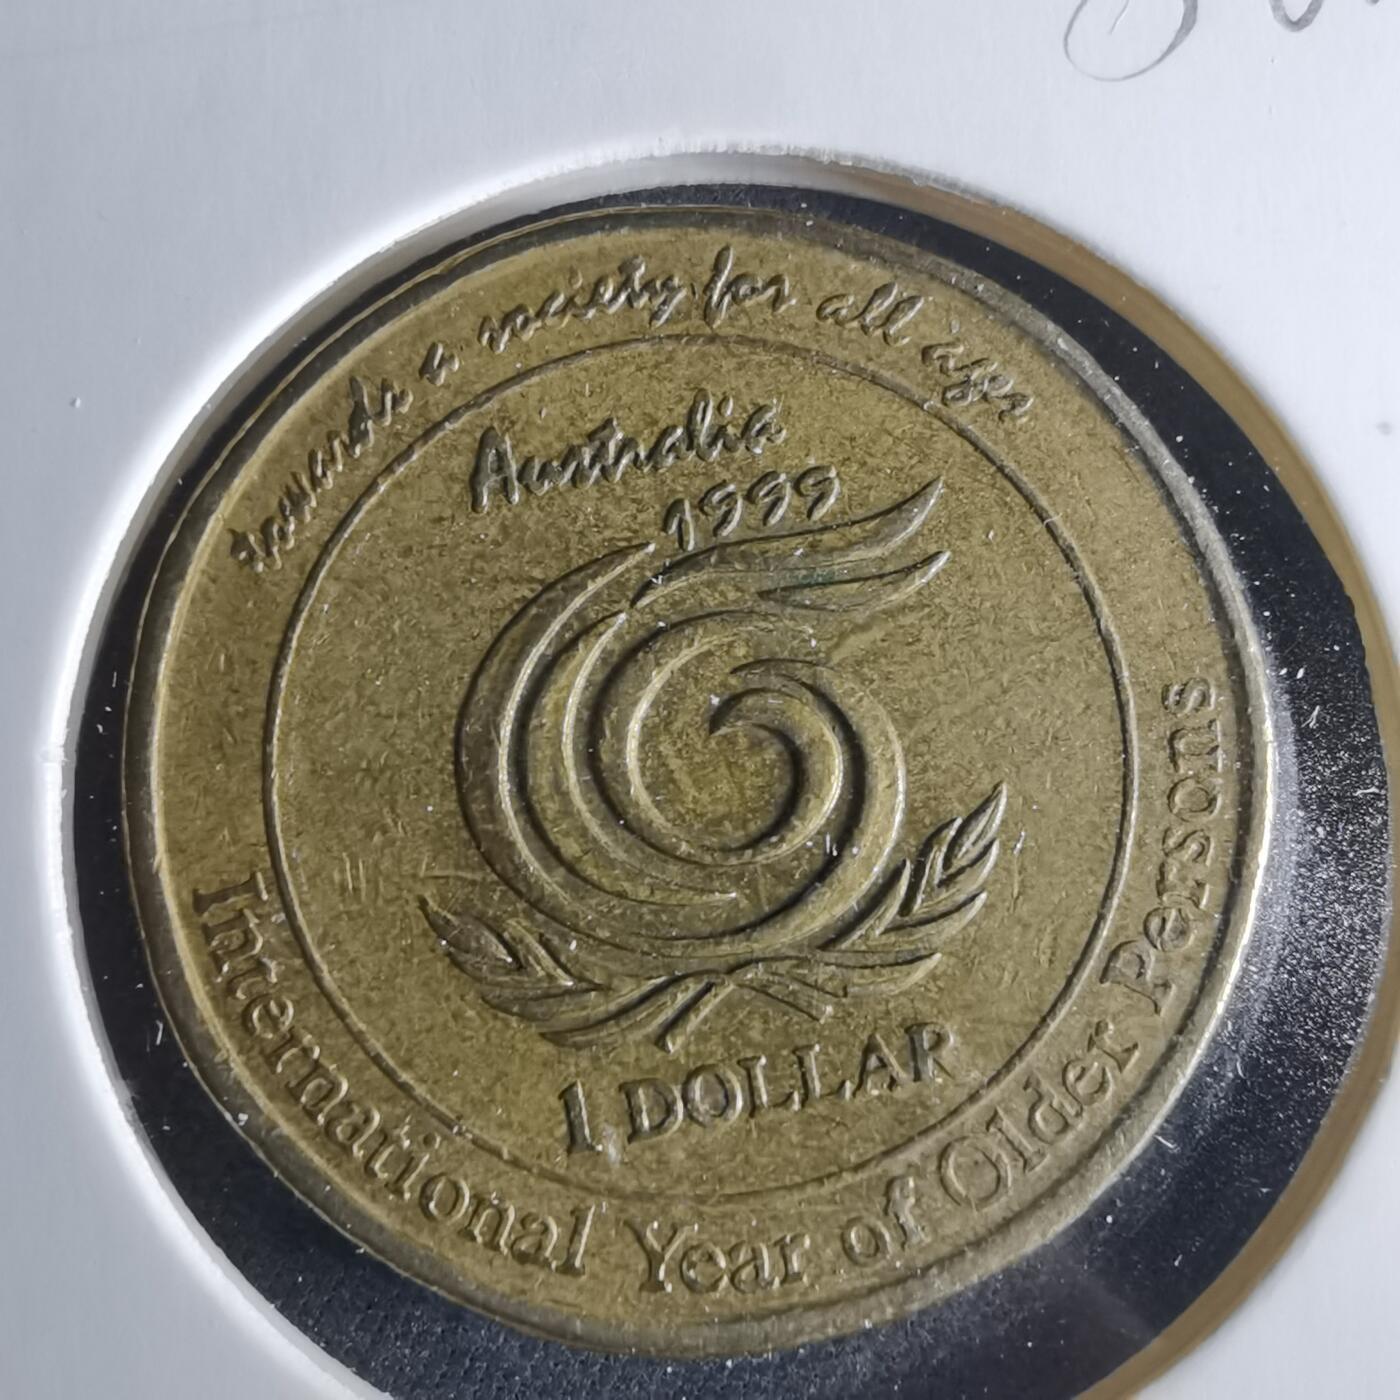 towards a society for all ages
Australia
1999
1 DOLLAR
International Year of Older Persons